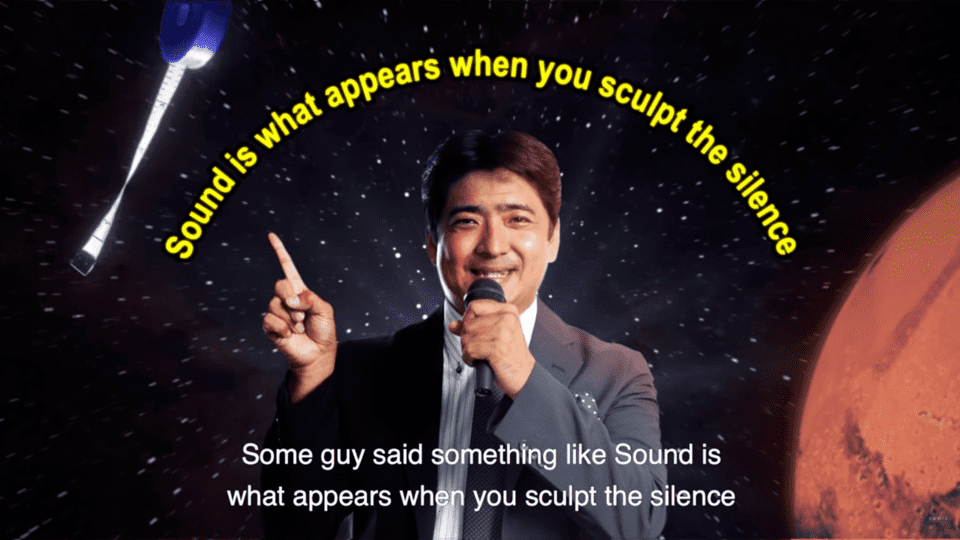 Sound is what appears when you sculpt the silence
Some guy said something like Sound is
what appears when you sculpt the silence